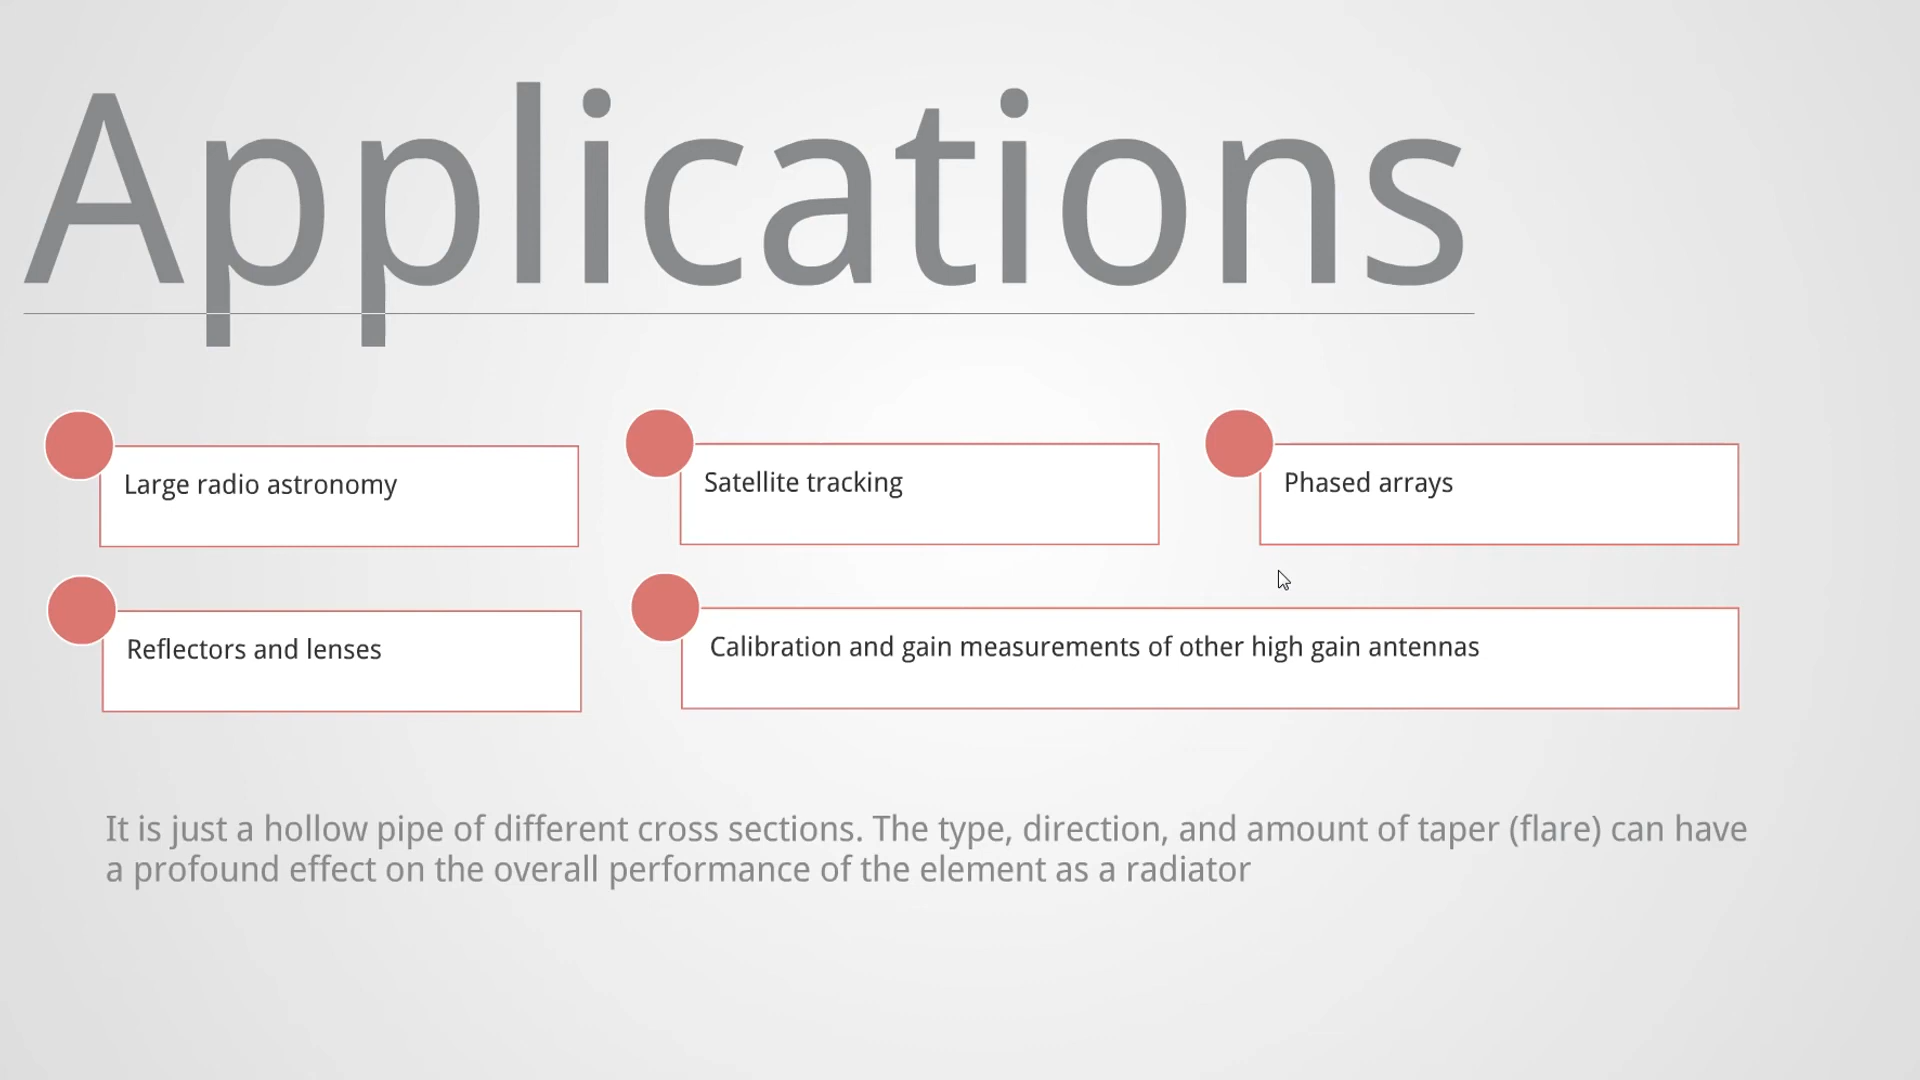 Applications
Large radio astronomy
Satellite tracking
Phased arrays
Reflectors and lenses
Calibration and gain measurements of other high gain antennas
It is just a hollow pipe of different cross sections. The type, direction, and amount of taper (flare) can have
a profound effect on the overall performance of the element as a radiator